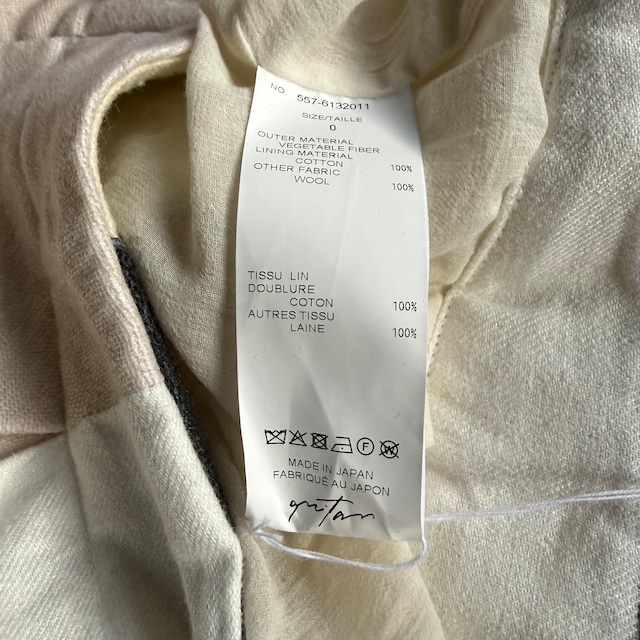 NO 557-6132011
SIZE/TAILLE
0
OUTER MATERIAL
VEGETABLE FIBER
LINING MATERIAL
COTTON 100%
OTHER FABRIC
WOOL 100%
TISSU LIN
DOUBLURE
COTON 100%
AUTRES TISSU
LAINE 100%
MADE IN JAPAN
FABRIQUÉ AU JAPON